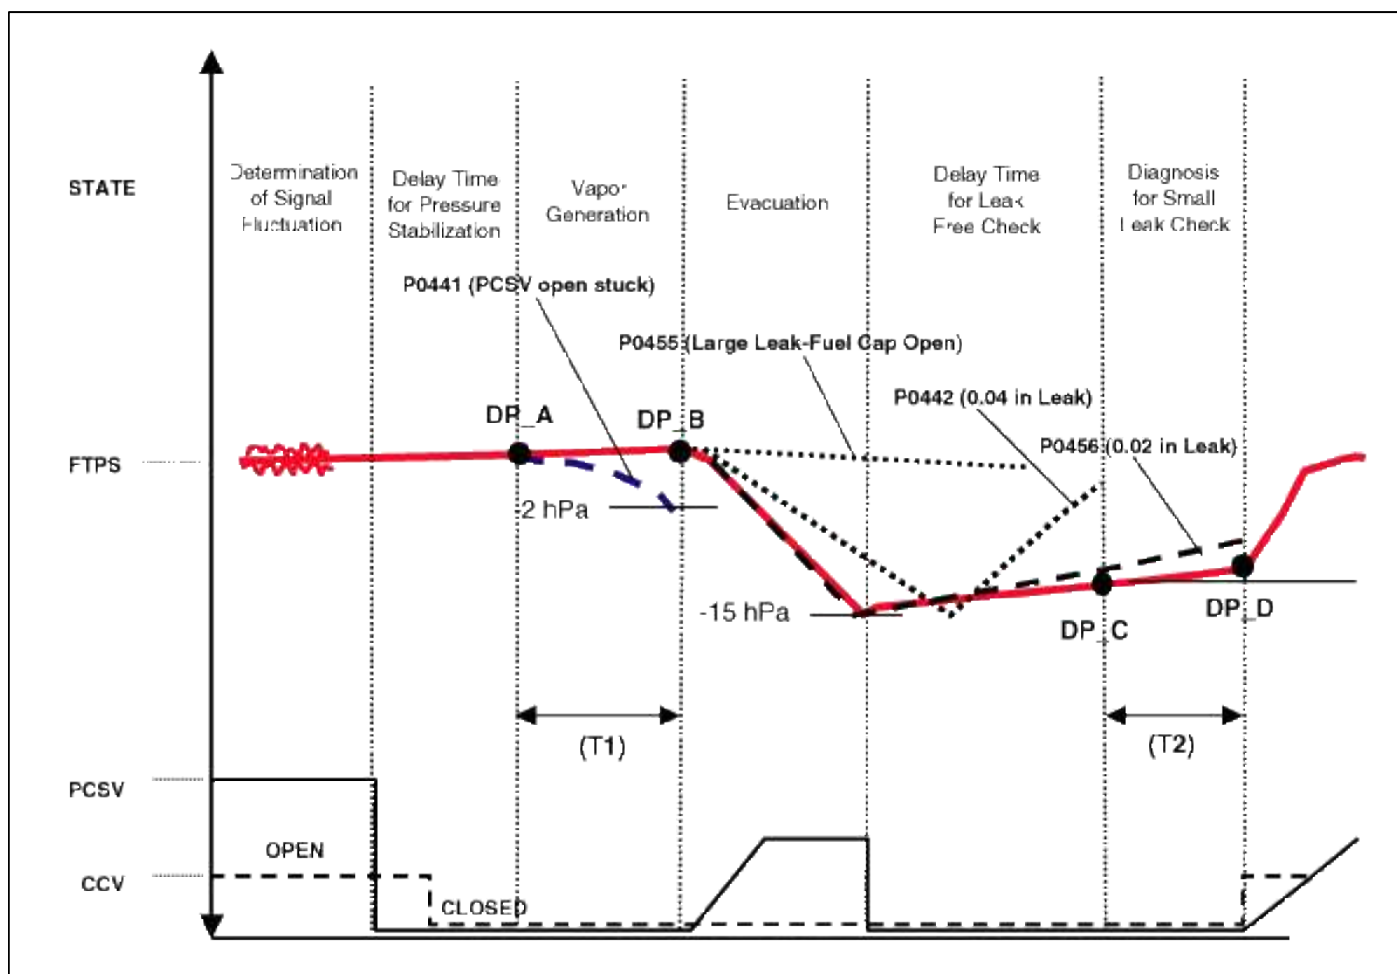 STATE
Determination
of Signal
Fluctuation
Delay Time
for Pressure
Stabilization
Vapor
Generation
Evacuation
Delay Time
for Leak
Free Check
Diagnosis
for Small
Leak Check
P0441 (PCSV open stuck)
P0455 (Large Leak-Fuel Cap Open)
P0442 (0.04 in Leak)
P0456 (0.02 in Leak)
DP_A
DP_B
FTPS
-2 hPa
-15 hPa
DP_C
DP_D
(T1)
(T2)
PCSV
OPEN
CCV
CLOSED